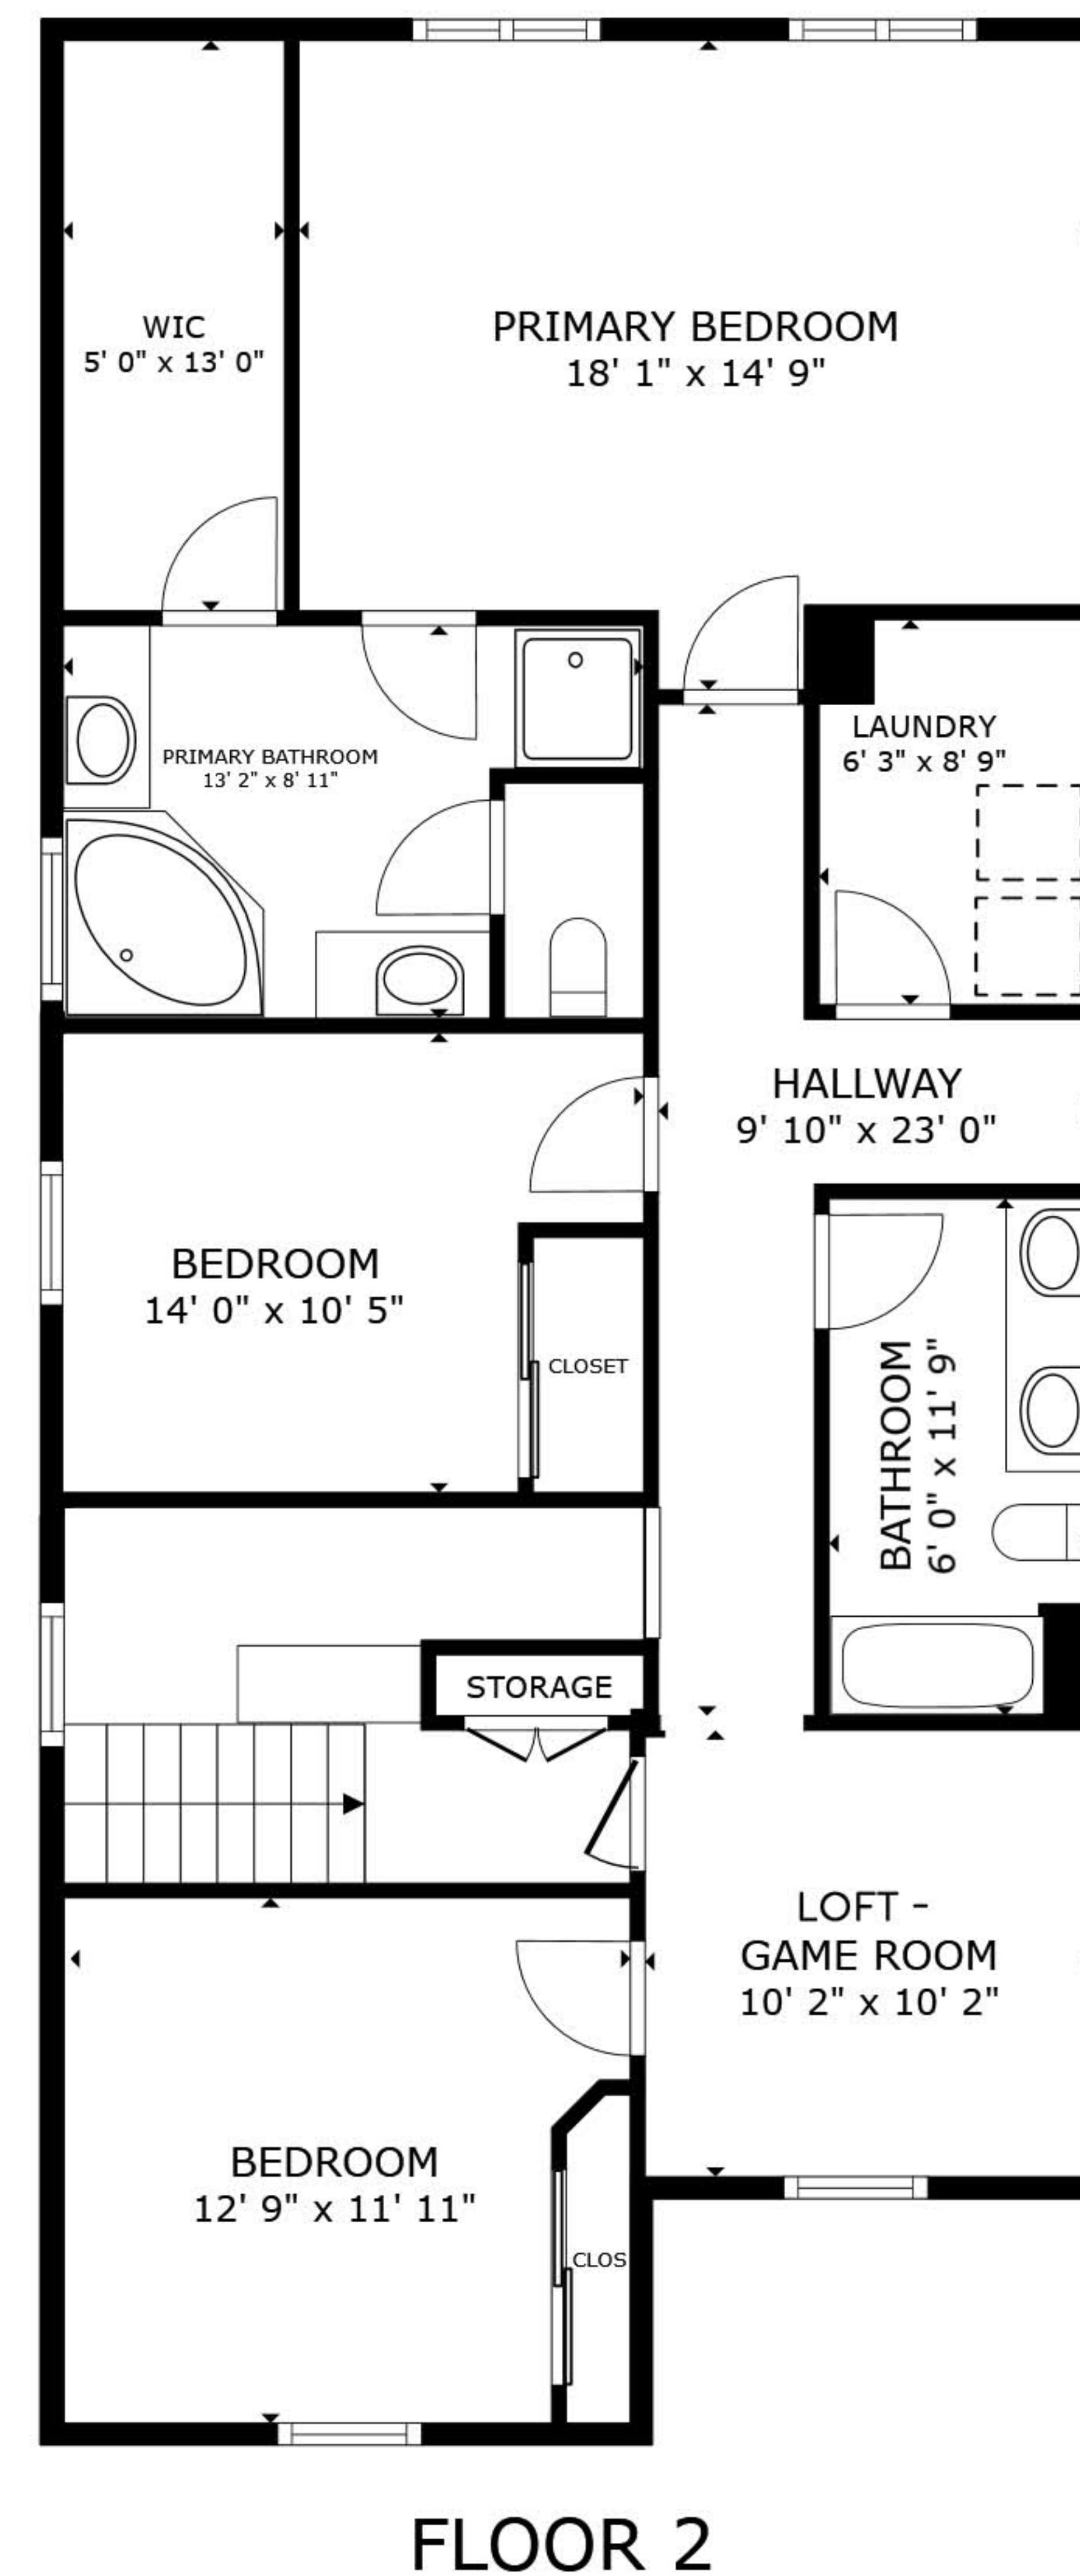 WIC
5' 0" x 13' 0"
PRIMARY BEDROOM
18' 1" x 14' 9"
PRIMARY BATHROOM
13' 2" x 8' 11"
LAUNDRY
6' 3" x 8' 9"
HALLWAY
9' 10" x 23' 0"
BEDROOM
14' 0" x 10' 5"
CLOSET
BATHROOM
6' 0" x 11' 9"
STORAGE
LOFT -
GAME ROOM
10' 2" x 10' 2"
BEDROOM
12' 9" x 11' 11"
CLOS
FLOOR 2